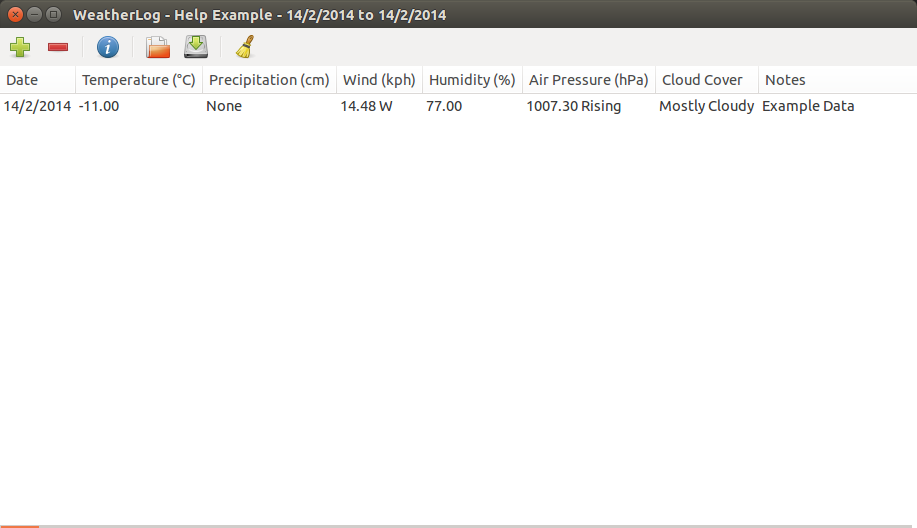 WeatherLog - Help Example - 14/2/2014 to 14/2/2014
Date Temperature (°C) Precipitation (cm) Wind (kph) Humidity (%) Air Pressure (hPa) Cloud Cover Notes
14/2/2014 -11.00 None 14.48 W 77.00 1007.30 Rising Mostly Cloudy Example Data